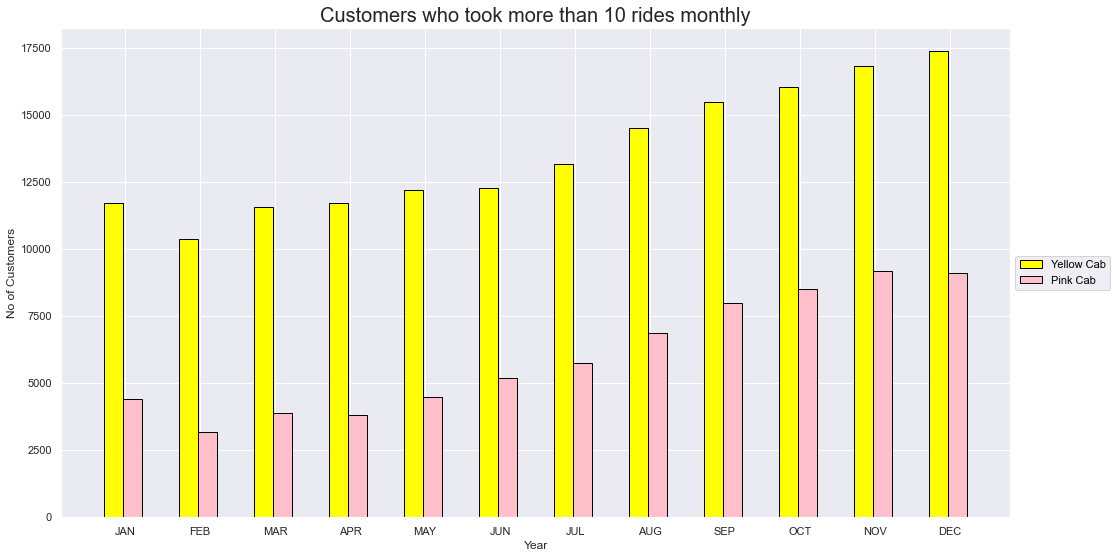 Customers who took more than 10 rides monthly
17500
15000
12500
10000
7500
5000
2500
0
No of Customers
JAN FEB MAR APR MAY JUN JUL AUG SEP OCT NOV DEC
Year
Yellow Cab
Pink Cab